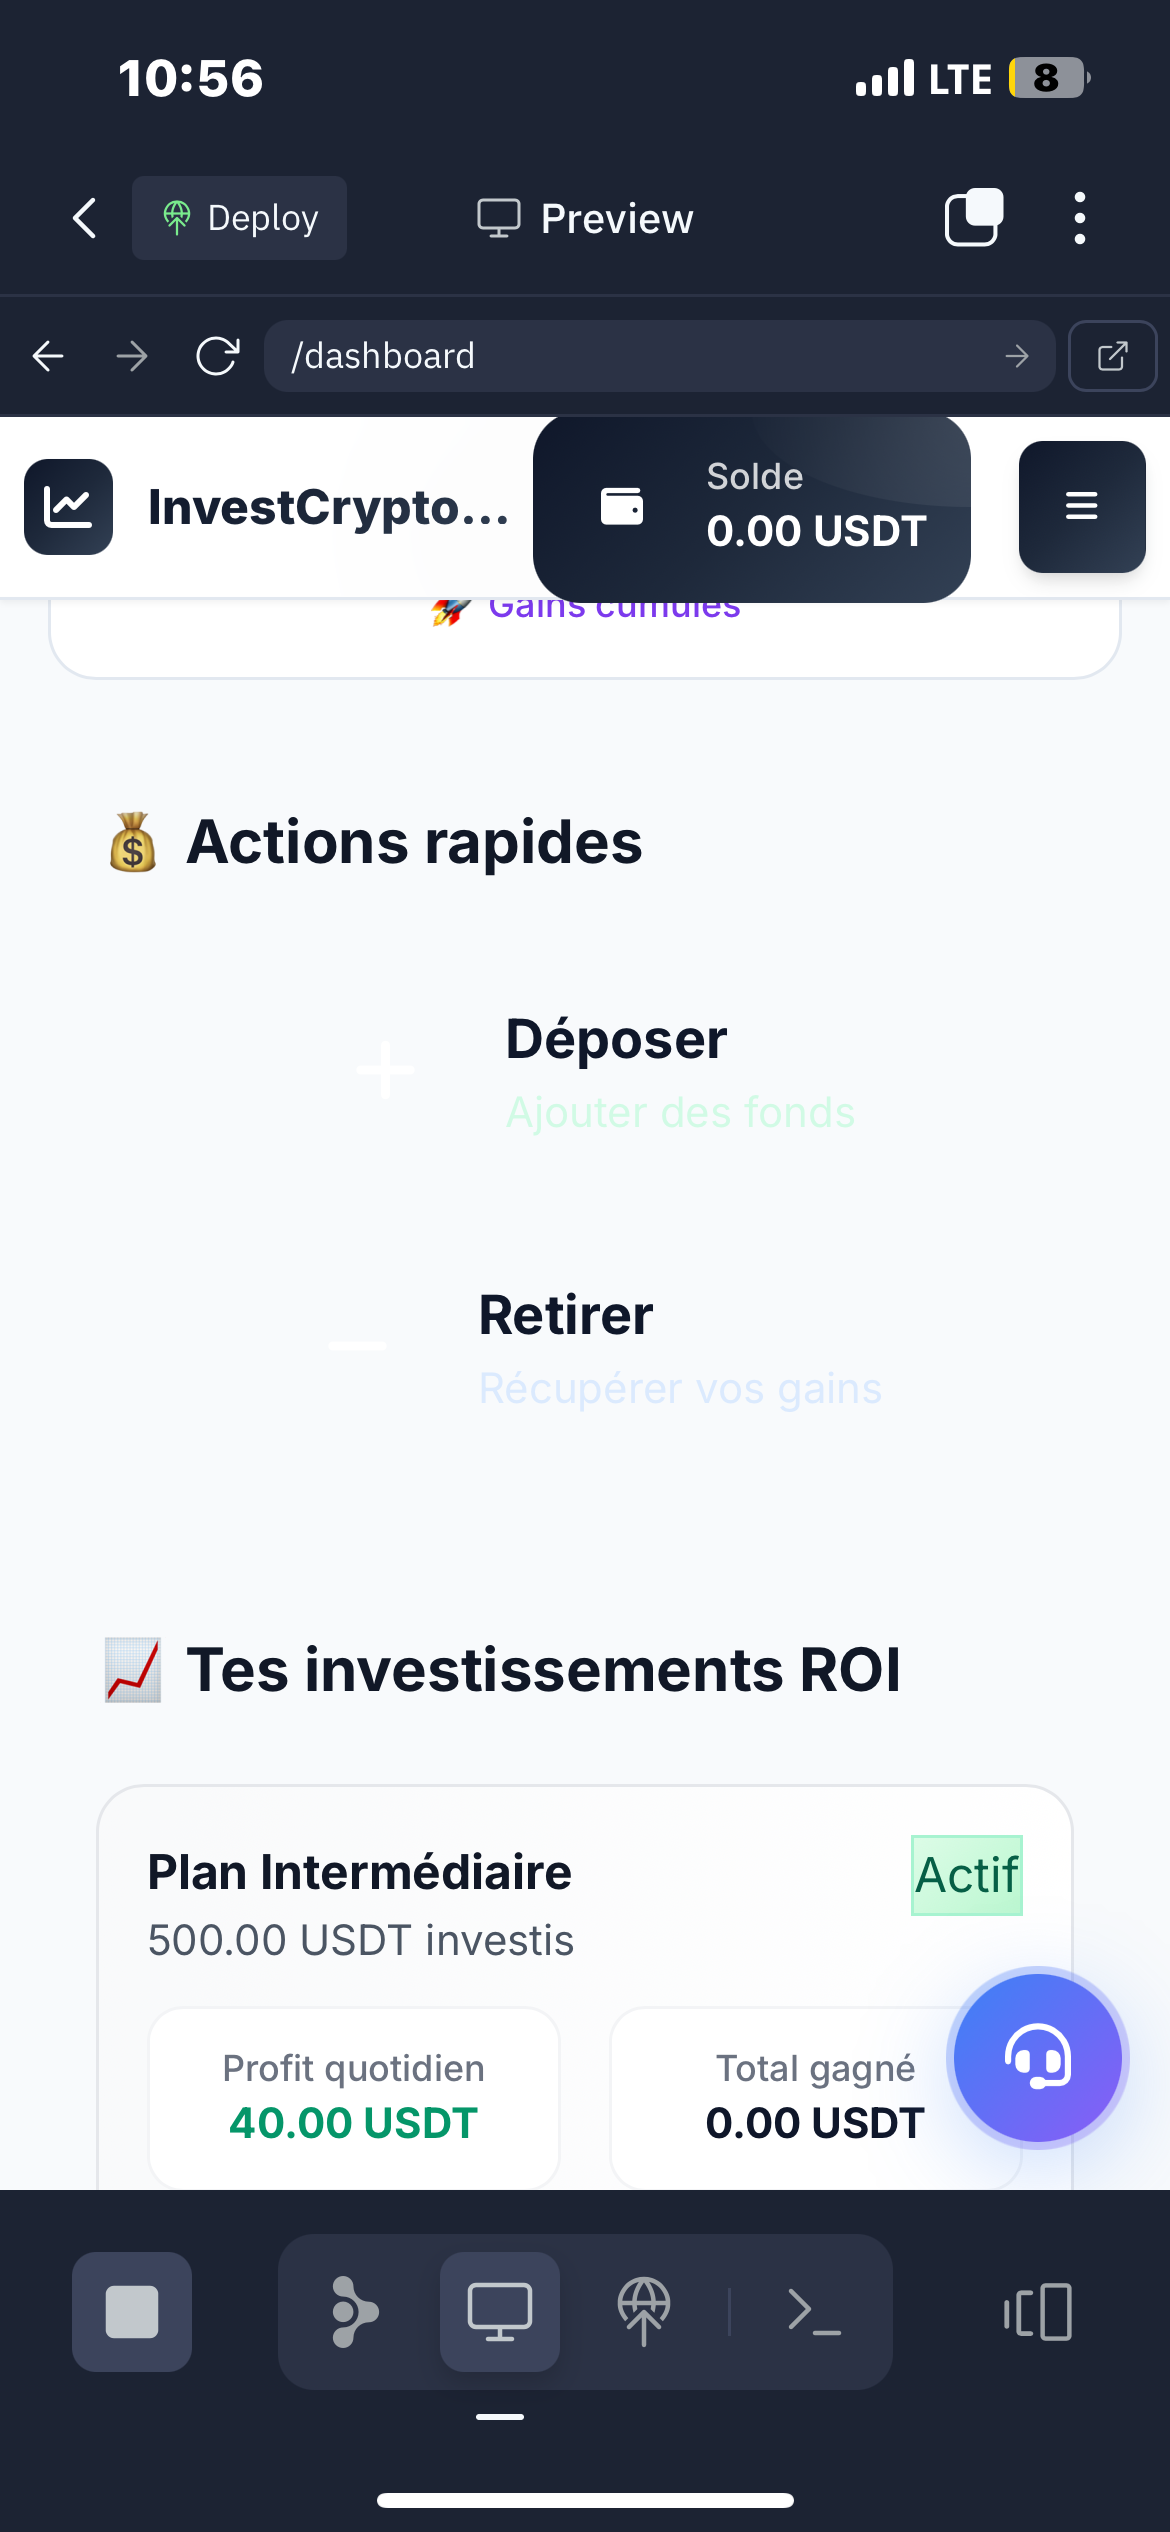 10:56
LTE 8
Deploy
Preview
/dashboard
InvestCrypto...
Solde
0.00 USDT
🚀 Gains cumulés
💰 Actions rapides
Déposer
Ajouter des fonds
Retirer
Récupérer vos gains
📈 Tes investissements ROI
Plan Intermédiaire
Actif
500.00 USDT investis
Profit quotidien
40.00 USDT
Total gagné
0.00 USDT